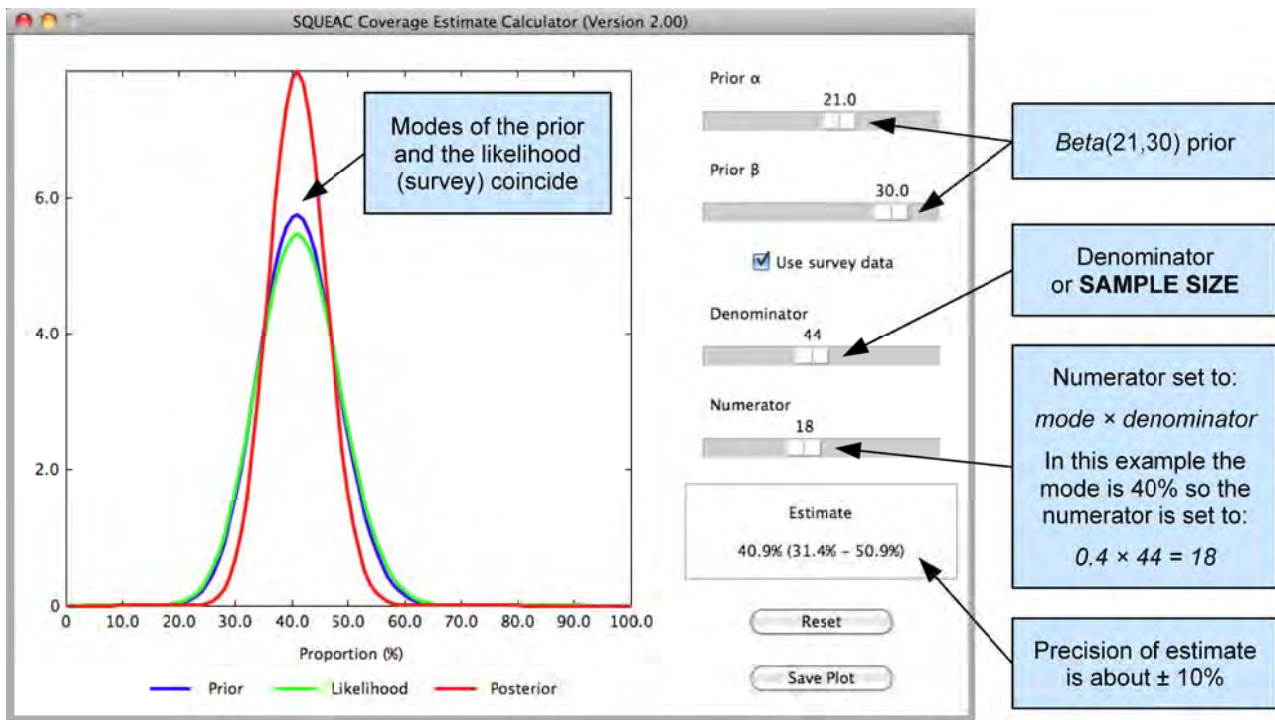 SQUEAC Coverage Estimate Calculator (Version 2.00)
6.0
4.0
2.0
0
0.0
10.0
20.0
30.0
40.0
50.0
60.0
70.0
80.0
90.0
100.0
Proportion (%)
Prior
Likelihood
Posterior
Modes of the prior
and the likelihood
(survey) coincide
Prior α
21.0
Prior β
30.0
Use survey data
Denominator
44
Numerator
18
Estimate
40.9% (31.4% – 50.9%)
Reset
Save Plot
Beta(21,30) prior
Denominator
or SAMPLE SIZE
Numerator set to:
mode × denominator
In this example the
mode is 40% so the
numerator is set to:
0.4 × 44 = 18
Precision of estimate
is about ± 10%